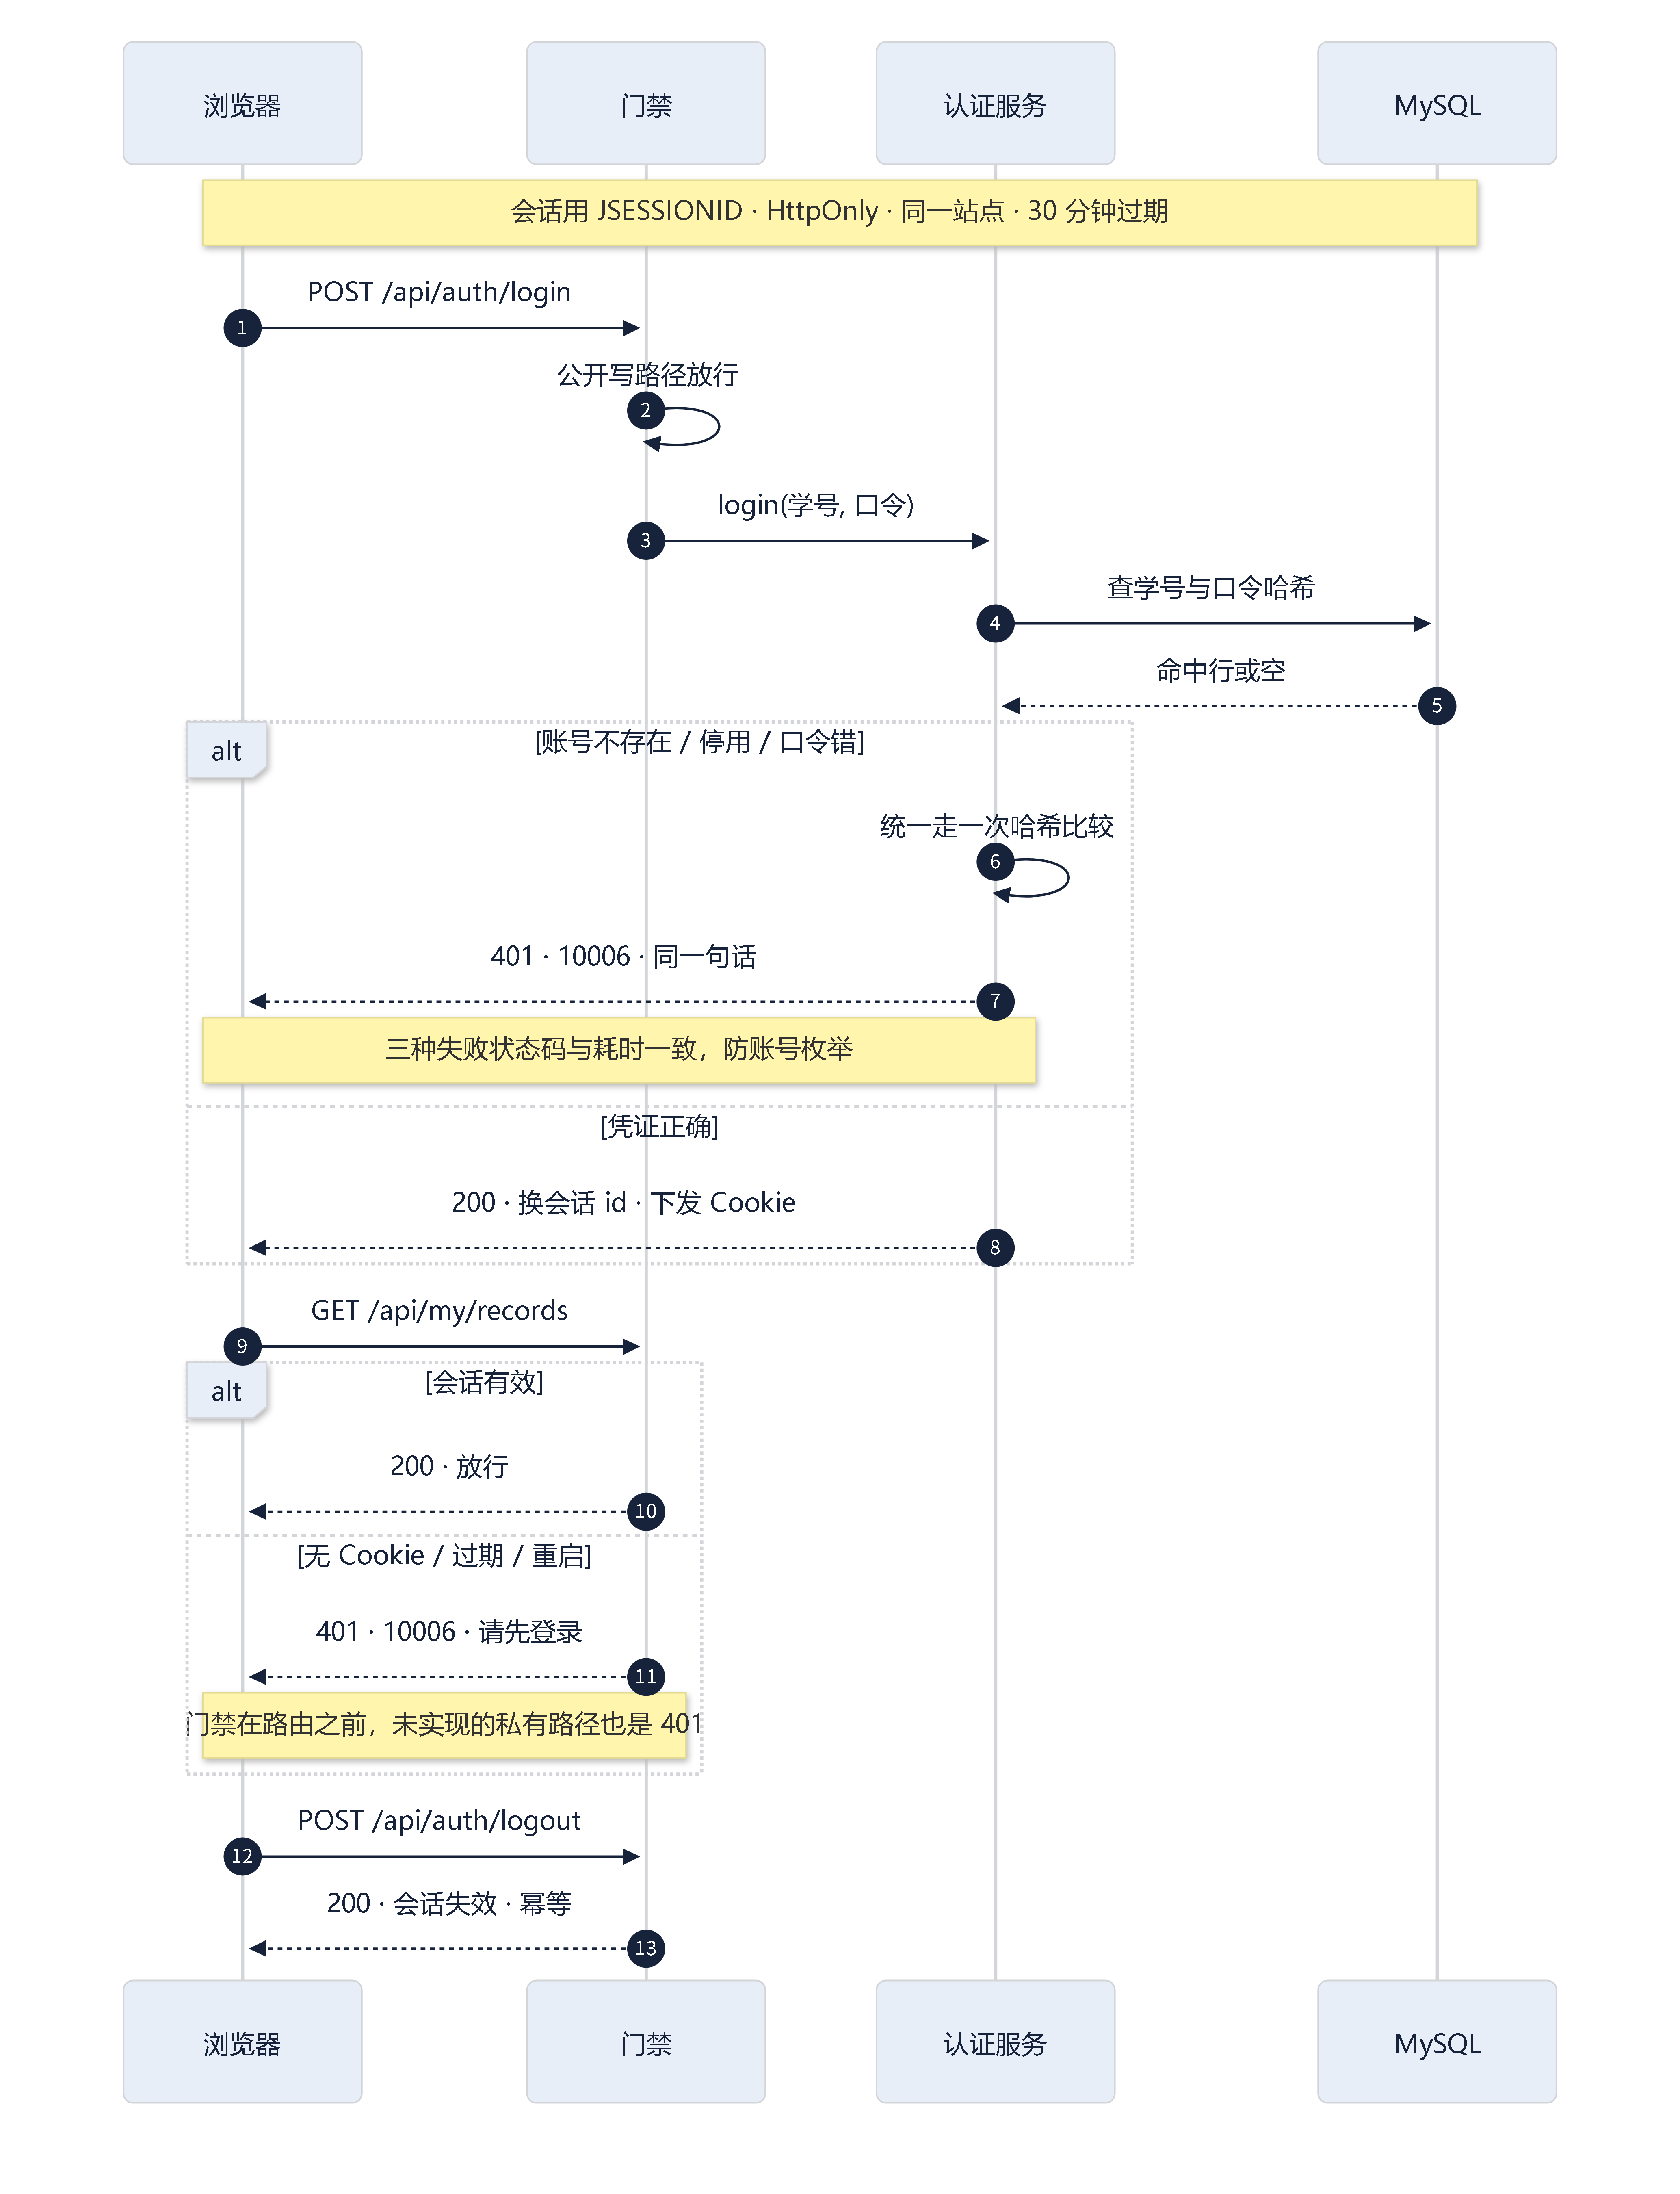 浏览器
门禁
认证服务
MySQL
会话用 JSESSIONID · HttpOnly · 同一站点 · 30 分钟过期
POST /api/auth/login
1
公开写路径放行
2
login(学号, 口令)
3
查学号与口令哈希
4
命中行或空
5
alt
[账号不存在 / 停用 / 口令错]
统一走一次哈希比较
6
401 · 10006 · 同一句话
7
三种失败状态码与耗时一致，防账号枚举
[凭证正确]
200 · 换会话 id · 下发 Cookie
8
GET /api/my/records
9
alt
[会话有效]
200 · 放行
10
[无 Cookie / 过期 / 重启]
401 · 10006 · 请先登录
11
门禁在路由之前，未实现的私有路径也是 401
POST /api/auth/logout
12
200 · 会话失效 · 幂等
13
浏览器
门禁
认证服务
MySQL